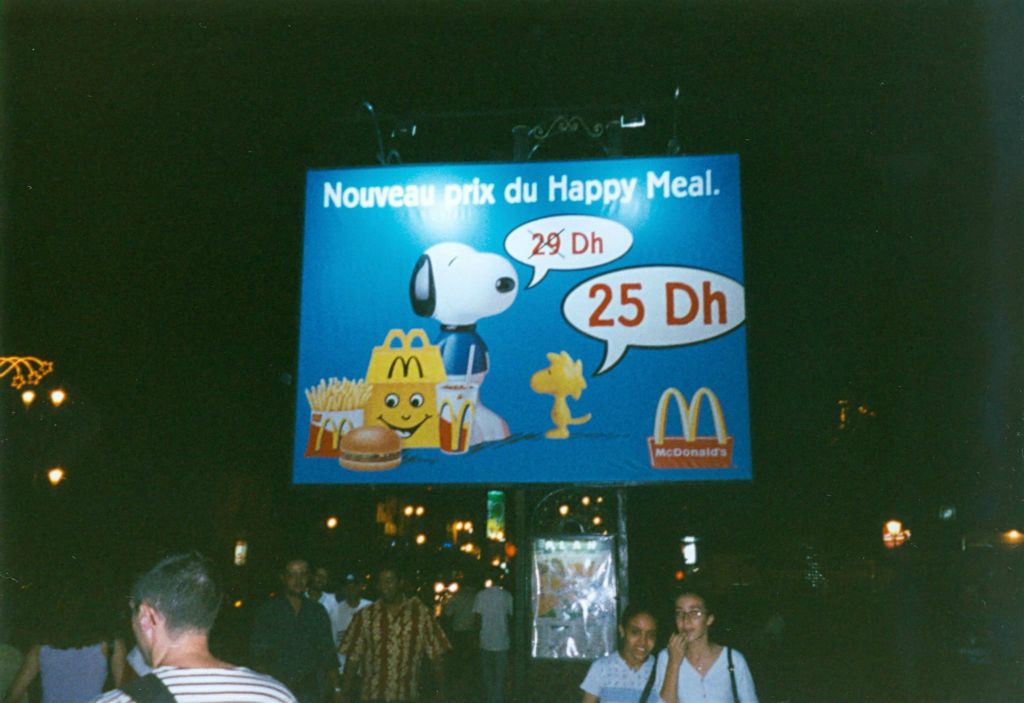 Nouveau prix du Happy Meal.
29 Dh
25 Dh
McDonald's